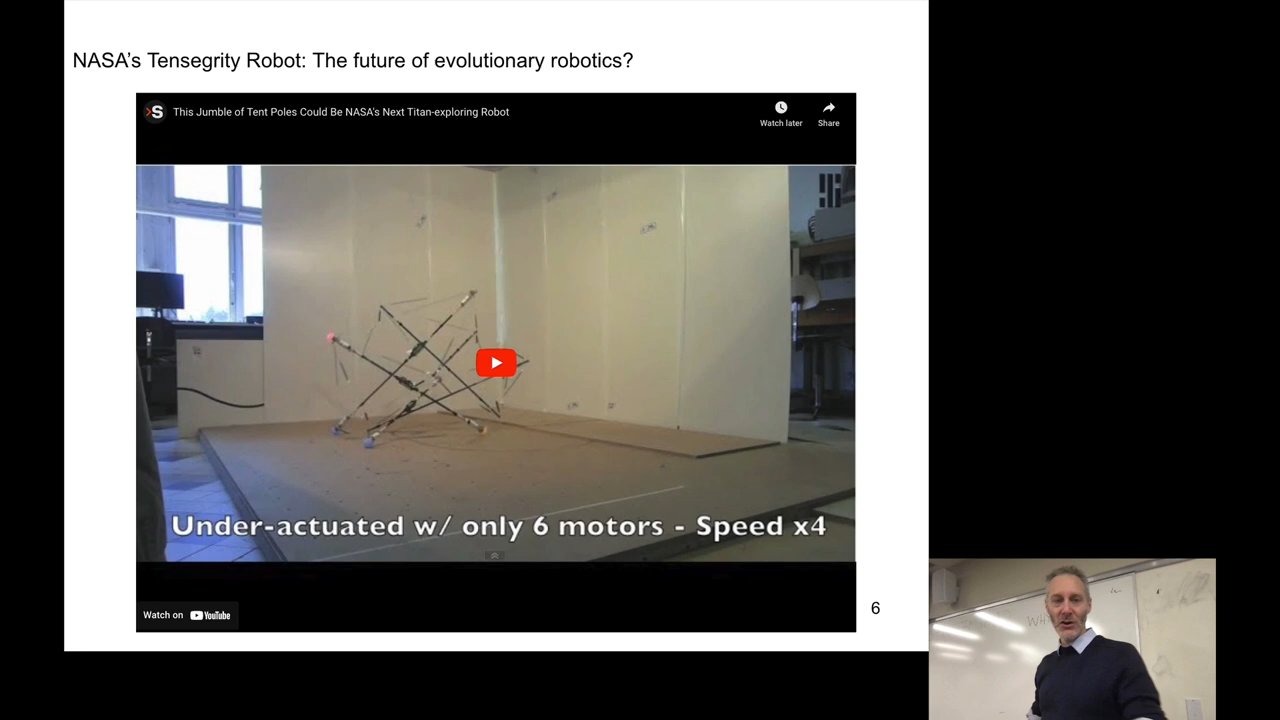 NASA’s Tensegrity Robot: The future of evolutionary robotics?
S
This Jumble of Tent Poles Could Be NASA's Next Titan-exploring Robot
Watch later
Share
Under-actuated w/ only 6 motors - Speed x4
Watch on YouTube
6
WH